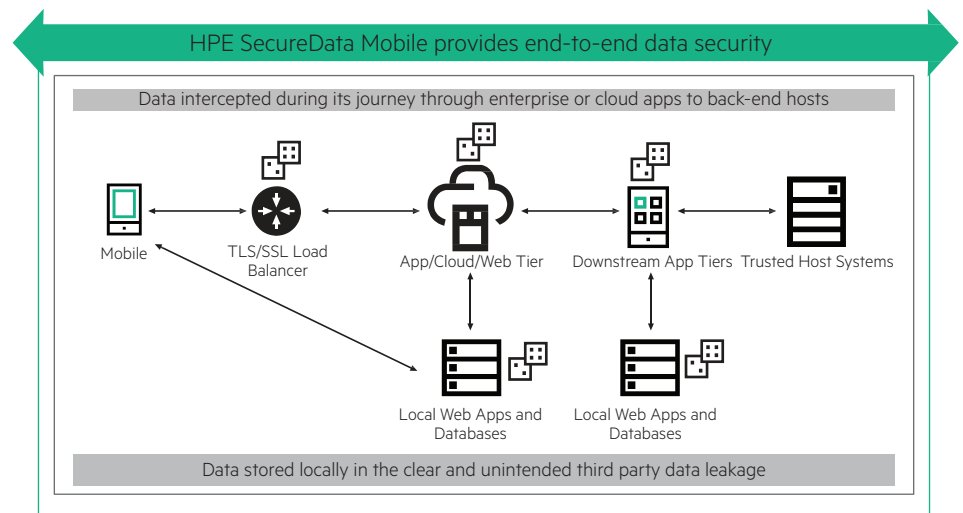 HPE SecureData Mobile provides end-to-end data security
Data intercepted during its journey through enterprise or cloud apps to back-end hosts
Mobile
TLS/SSL Load
Balancer
App/Cloud/Web Tier
Downstream App Tiers
Trusted Host Systems
Local Web Apps and
Databases
Local Web Apps and
Databases
Data stored locally in the clear and unintended third party data leakage